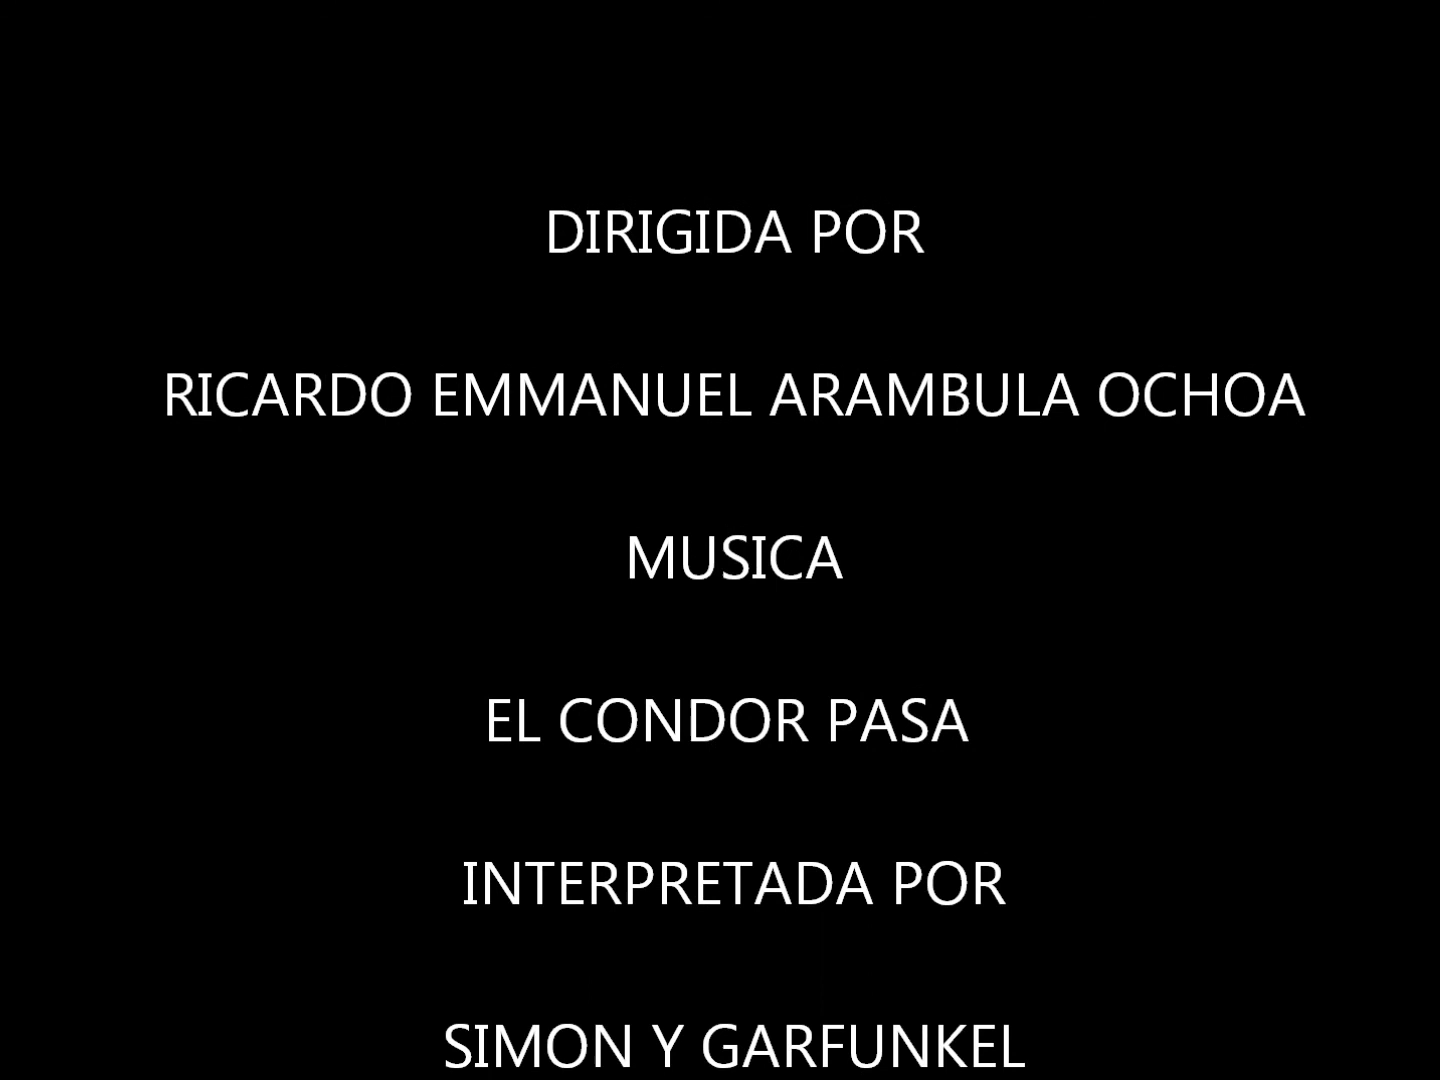 DIRIGIDA POR
RICARDO EMMANUEL ARAMBULA OCHOA
MUSICA
EL CONDOR PASA
INTERPRETADA POR
SIMON Y GARFUNKEL